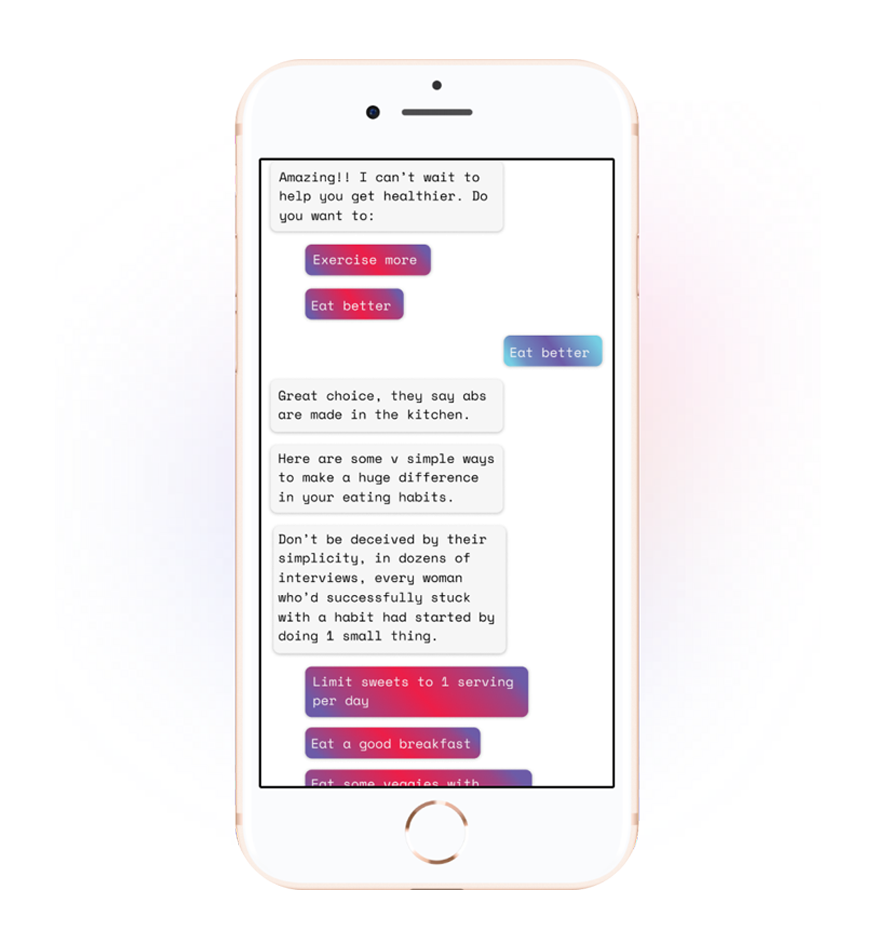 Amazing!! I can't wait to
help you get healthier. Do
you want to:
Exercise more
Eat better
Eat better
Great choice, they say abs
are made in the kitchen.
Here are some v simple ways
to make a huge difference
in your eating habits.
Don't be deceived by their
simplicity, in dozens of
interviews, every woman
who'd successfully stuck
with a habit had started by
doing 1 small thing.
Limit sweets to 1 serving
per day
Eat a good breakfast
Eat some veggies with